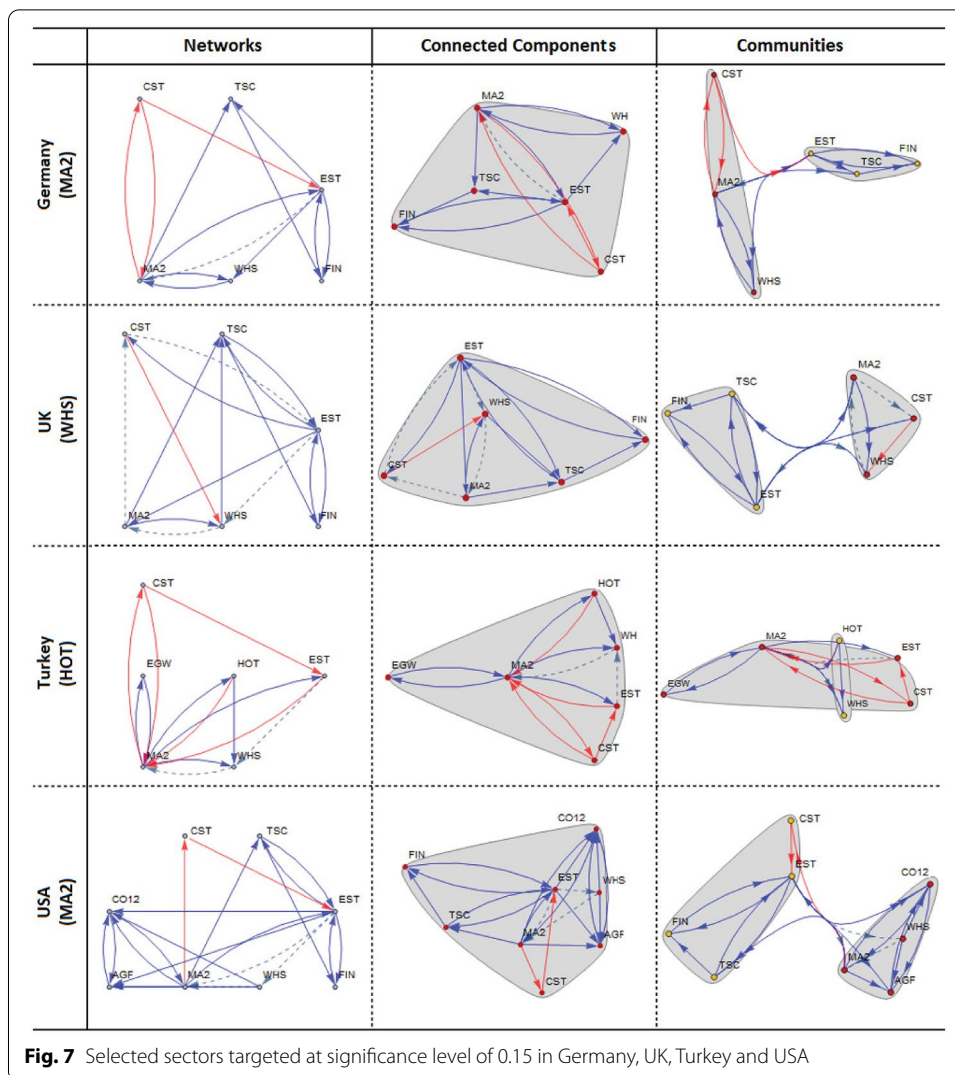 Networks Connected Components Communities
Germany
(MA2)
CST TSC
EST
MA2 WHS FIN
MA2
WH
TSC
EST
FIN
CST
CST
EST
FIN
TSC
MA2
WHS
UK
(WHS)
CST TSC
EST
MA2 WHS FIN
EST
WHS
FIN
CST
TSC
MA2
MA2
TSC
FIN
CST
WHS
EST
Turkey
(HOT)
CST
EGW HOT EST
MA2 WHS
HOT
WH
EGW MA2
EST
CST
HOT
MA2
EST
EGW
CST
WHS
USA
(MA2)
CST TSC
CO12 EST
AGF MA2 WHS FIN
CO12
FIN
EST WHS
TSC
MA2 AGF
CST
CST
EST
CO12
FIN
WHS
TSC
MA2
AGF
Fig. 7 Selected sectors targeted at significance level of 0.15 in Germany, UK, Turkey and USA